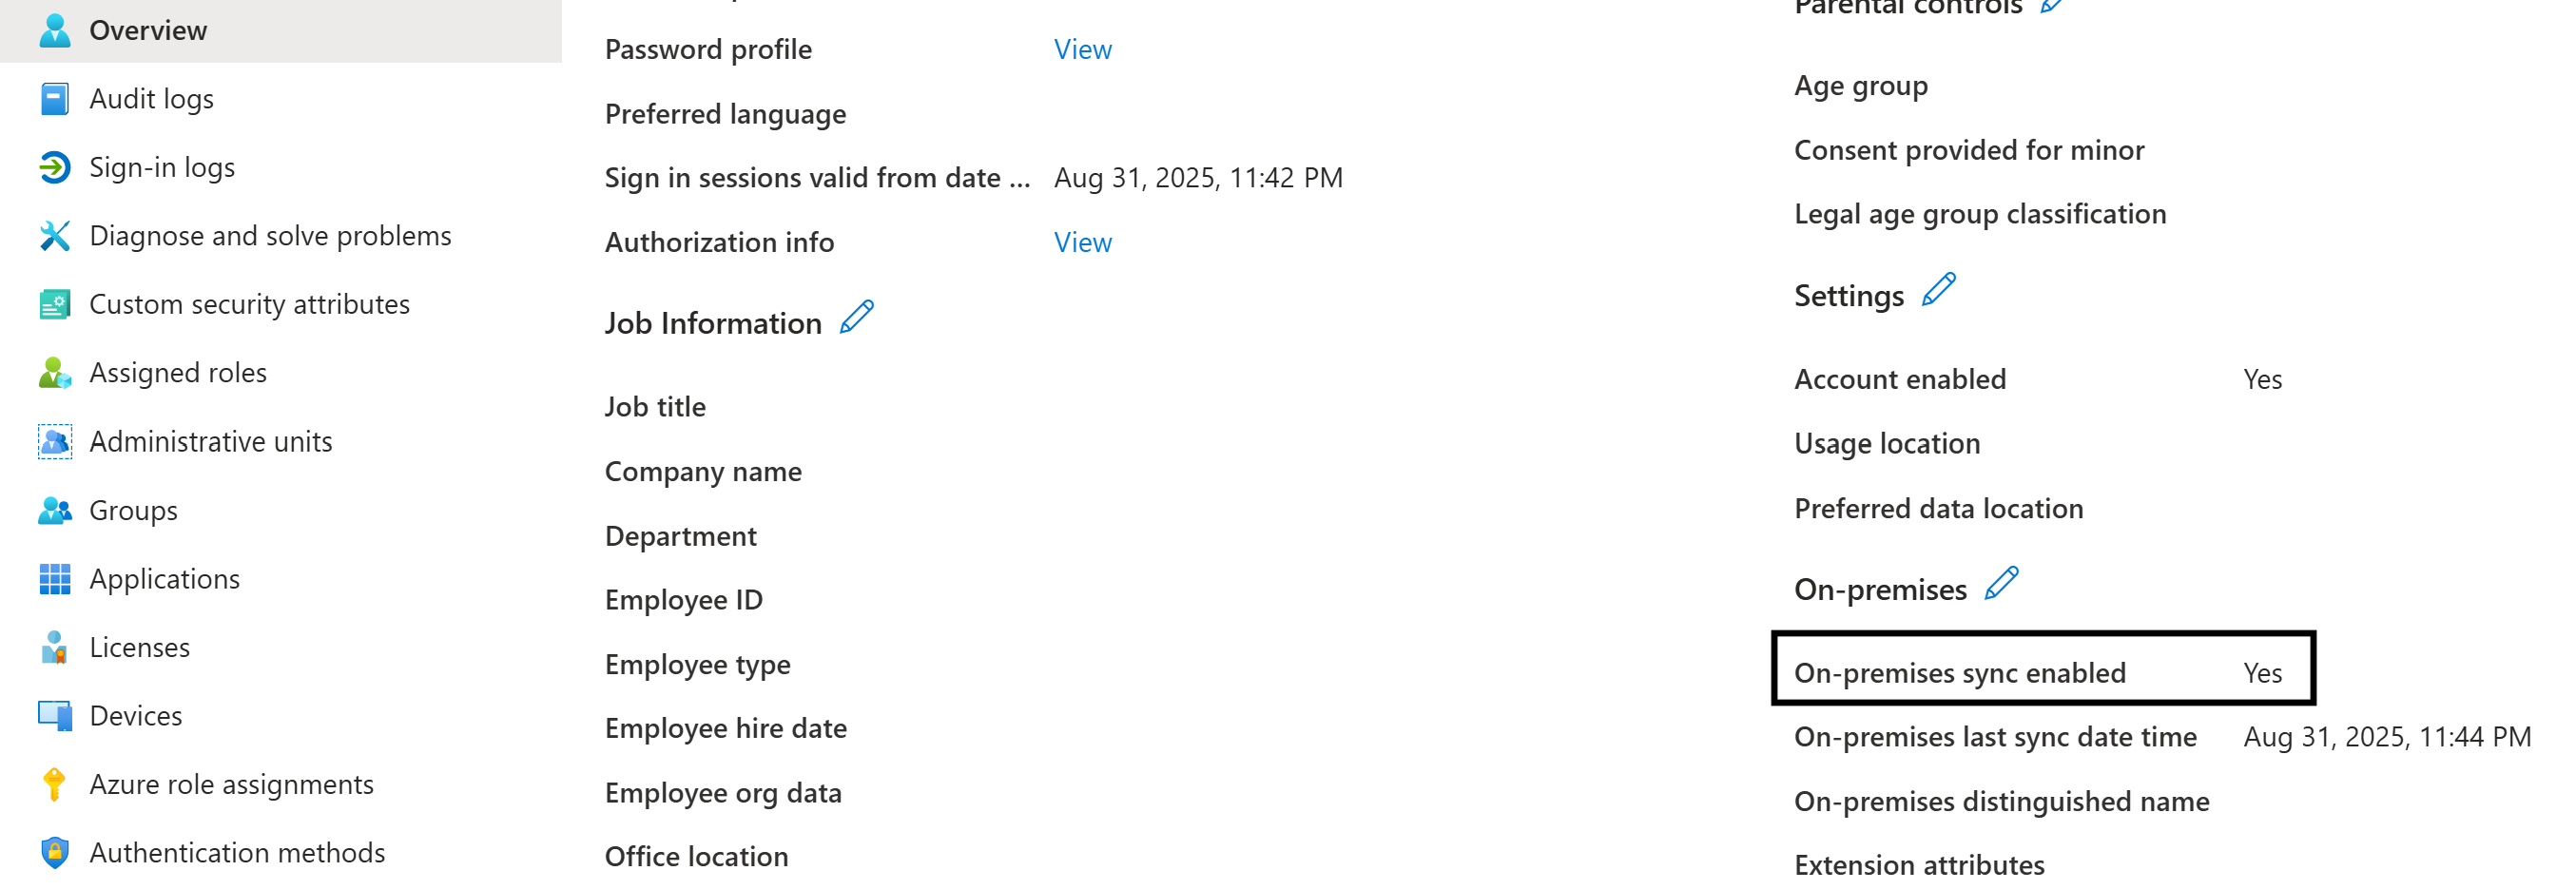 Overview
Audit logs
Sign-in logs
Diagnose and solve problems
Custom security attributes
Assigned roles
Administrative units
Groups
Applications
Licenses
Devices
Azure role assignments
Authentication methods
Password profile View
Preferred language
Sign in sessions valid from date ... Aug 31, 2025, 11:42 PM
Authorization info View
Job Information
Job title
Company name
Department
Employee ID
Employee type
Employee hire date
Employee org data
Office location
Parental controls
Age group
Consent provided for minor
Legal age group classification
Settings
Account enabled Yes
Usage location
Preferred data location
On-premises
On-premises sync enabled Yes
On-premises last sync date time Aug 31, 2025, 11:44 PM
On-premises distinguished name
Extension attributes